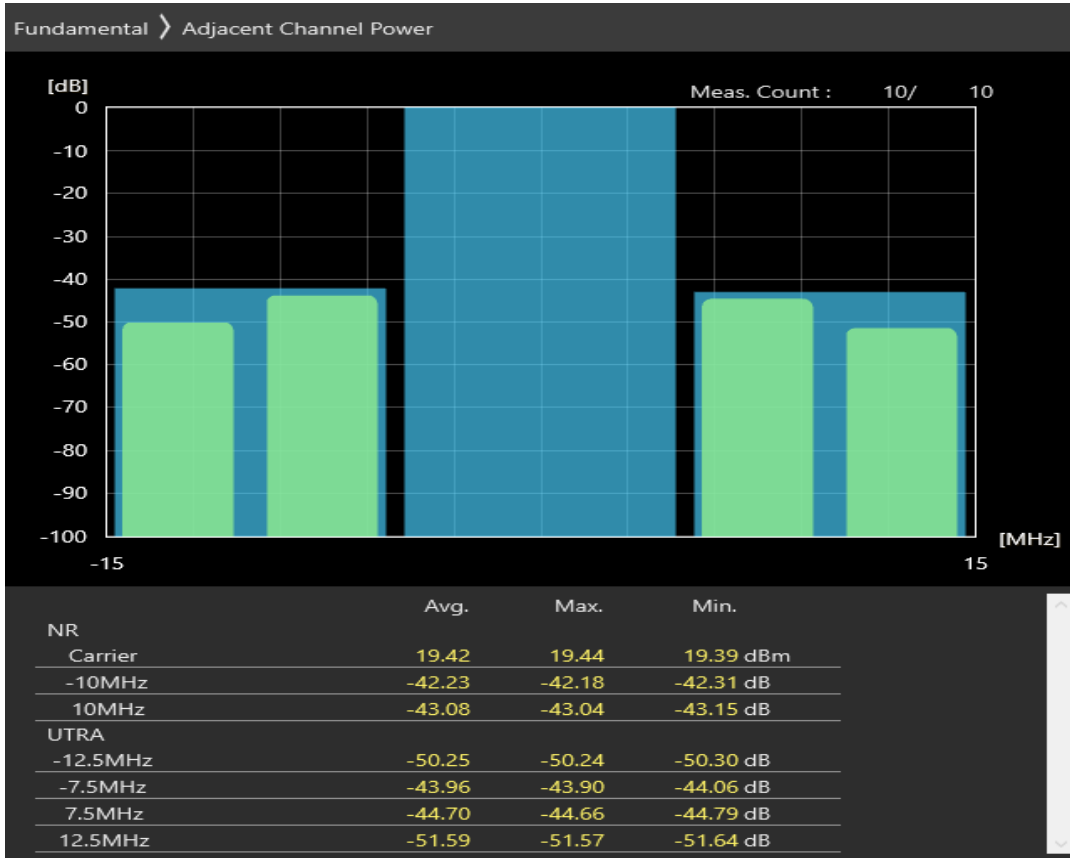 Fundamental ❭ Adjacent Channel Power
[dB]
Meas. Count : 10/ 10
0
-10
-20
-30
-40
-50
-60
-70
-80
-90
-100
[MHz]
-15 15
Avg. Max. Min.
NR
Carrier 19.42 19.44 19.39 dBm
-10MHz -42.23 -42.18 -42.31 dB
10MHz -43.08 -43.04 -43.15 dB
UTRA
-12.5MHz -50.25 -50.24 -50.30 dB
-7.5MHz -43.96 -43.90 -44.06 dB
7.5MHz -44.70 -44.66 -44.79 dB
12.5MHz -51.59 -51.57 -51.64 dB